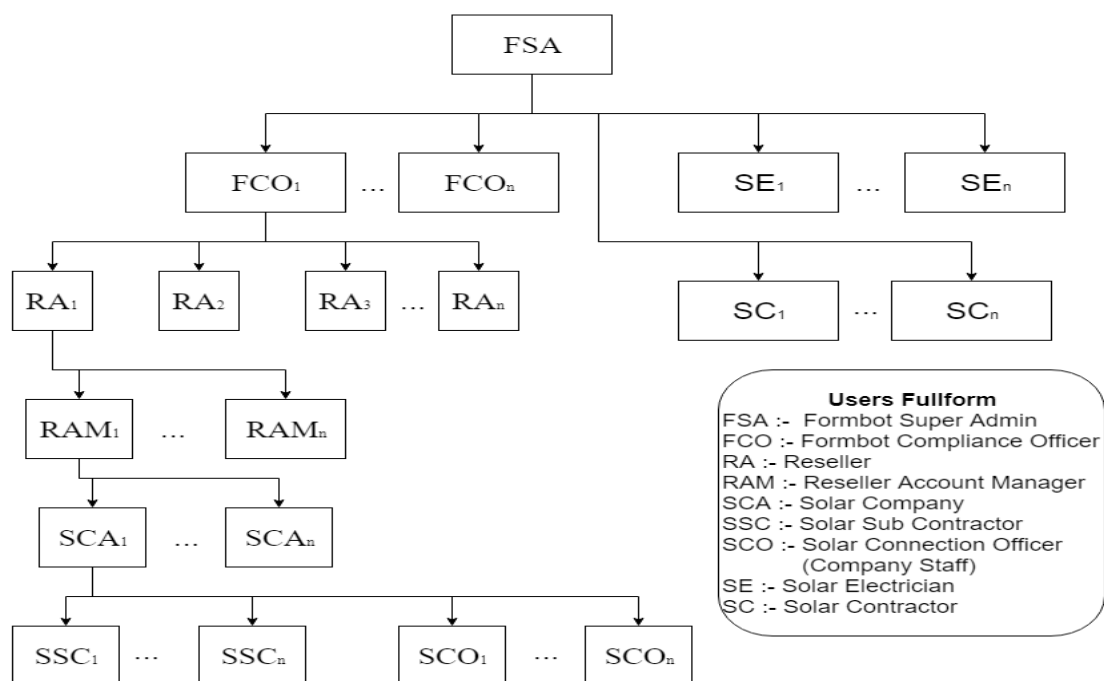 FSA
FCO₁ ... FCOₙ SE₁ ... SEₙ
RA₁ RA₂ RA₃ ... RAₙ SC₁ ... SCₙ
RAM₁ ... RAMₙ
SCA₁ ... SCAₙ
SSC₁ ... SSCₙ SCO₁ ... SCOₙ
Users Fullform
FSA :- Formbot Super Admin
FCO :- Formbot Compliance Officer
RA :- Reseller
RAM :- Reseller Account Manager
SCA :- Solar Company
SSC :- Solar Sub Contractor
SCO :- Solar Connection Officer
(Company Staff)
SE :- Solar Electrician
SC :- Solar Contractor